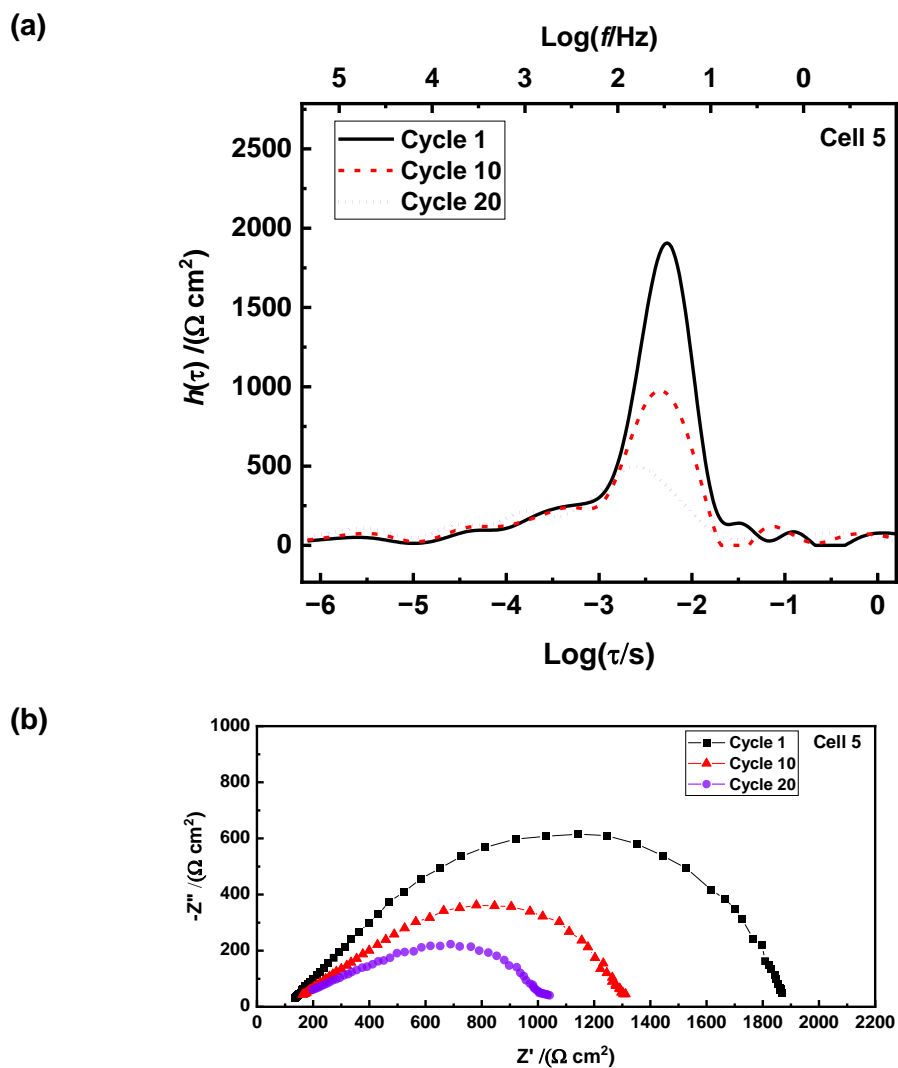 (a)
Log(f/Hz)
5 4 3 2 1 0
Cell 5
Cycle 1
Cycle 10
Cycle 20
2500
2000
1500
1000
500
0
h(τ) /(Ω cm²)
−6 −5 −4 −3 −2 −1 0
Log(τ/s)
(b)
1000
800
600
400
200
0
-Z'' /(Ω cm²)
Cycle 1
Cycle 10
Cycle 20
Cell 5
0 200 400 600 800 1000 1200 1400 1600 1800 2000 2200
Z' /(Ω cm²)